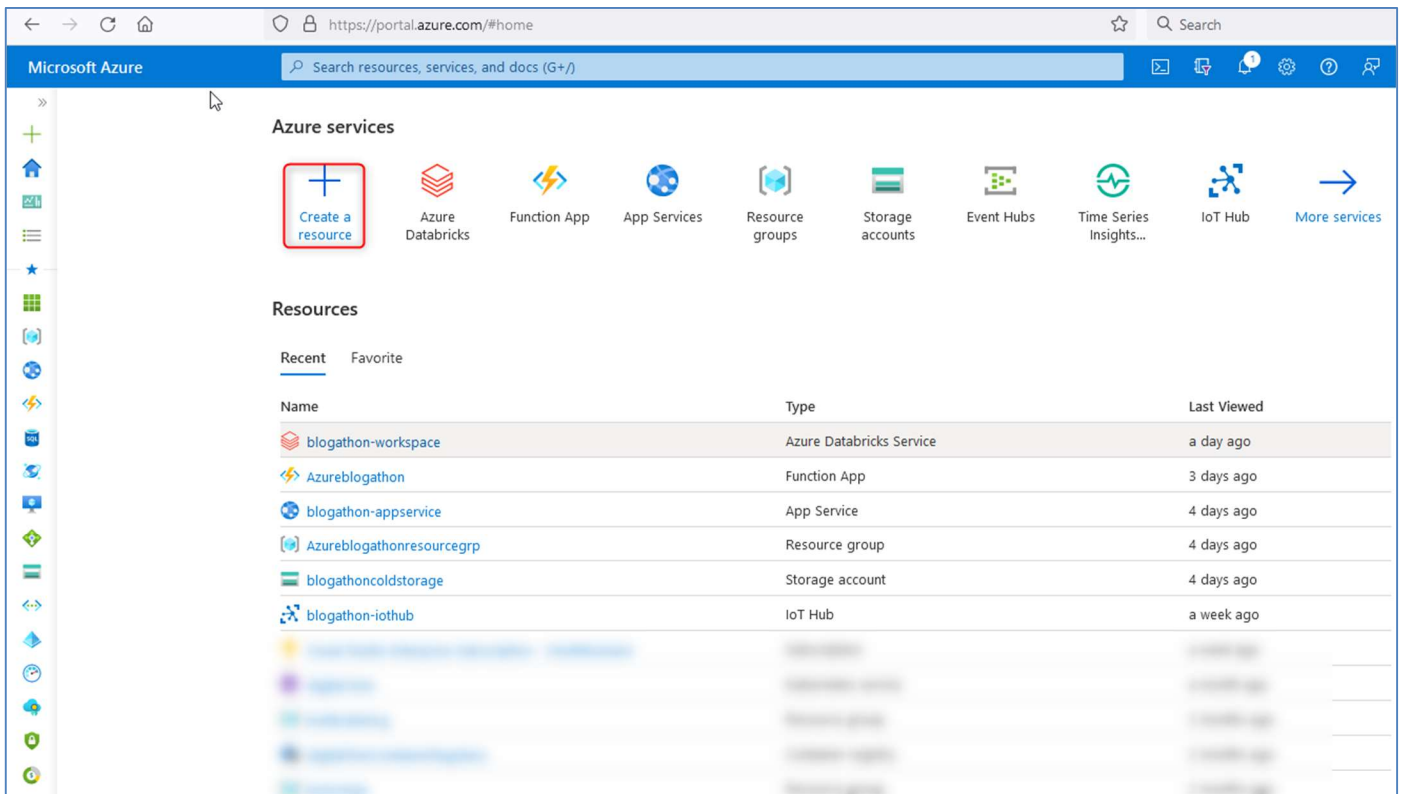 https://portal.azure.com/#home
Search
Microsoft Azure
Search resources, services, and docs (G+/)
1
Azure services
Create a resource
Azure Databricks
Function App
App Services
Resource groups
Storage accounts
Event Hubs
Time Series Insights...
IoT Hub
More services
Resources
Recent Favorite
Name Type Last Viewed
blogathon-workspace Azure Databricks Service a day ago
Azureblogathon Function App 3 days ago
blogathon-appservice App Service 4 days ago
Azureblogathonresourcegrp Resource group 4 days ago
blogathoncoldstorage Storage account 4 days ago
blogathon-iothub IoT Hub a week ago
SQL